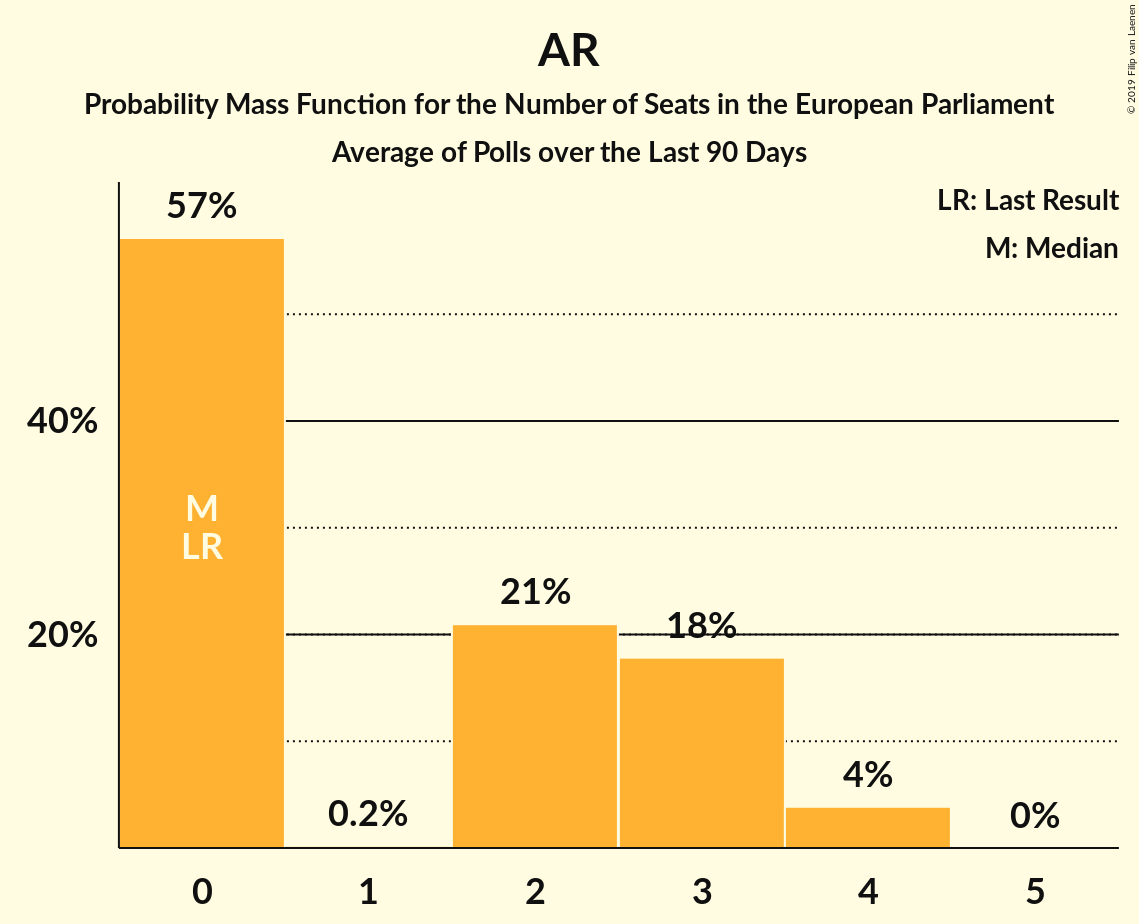 AR
Probability Mass Function for the Number of Seats in the European Parliament
Average of Polls over the Last 90 Days
© 2019 Filip van Laenen
LR: Last Result
M: Median
57%
40%
M
LR
21%
18%
20%
4%
0.2%
0%
0 1 2 3 4 5